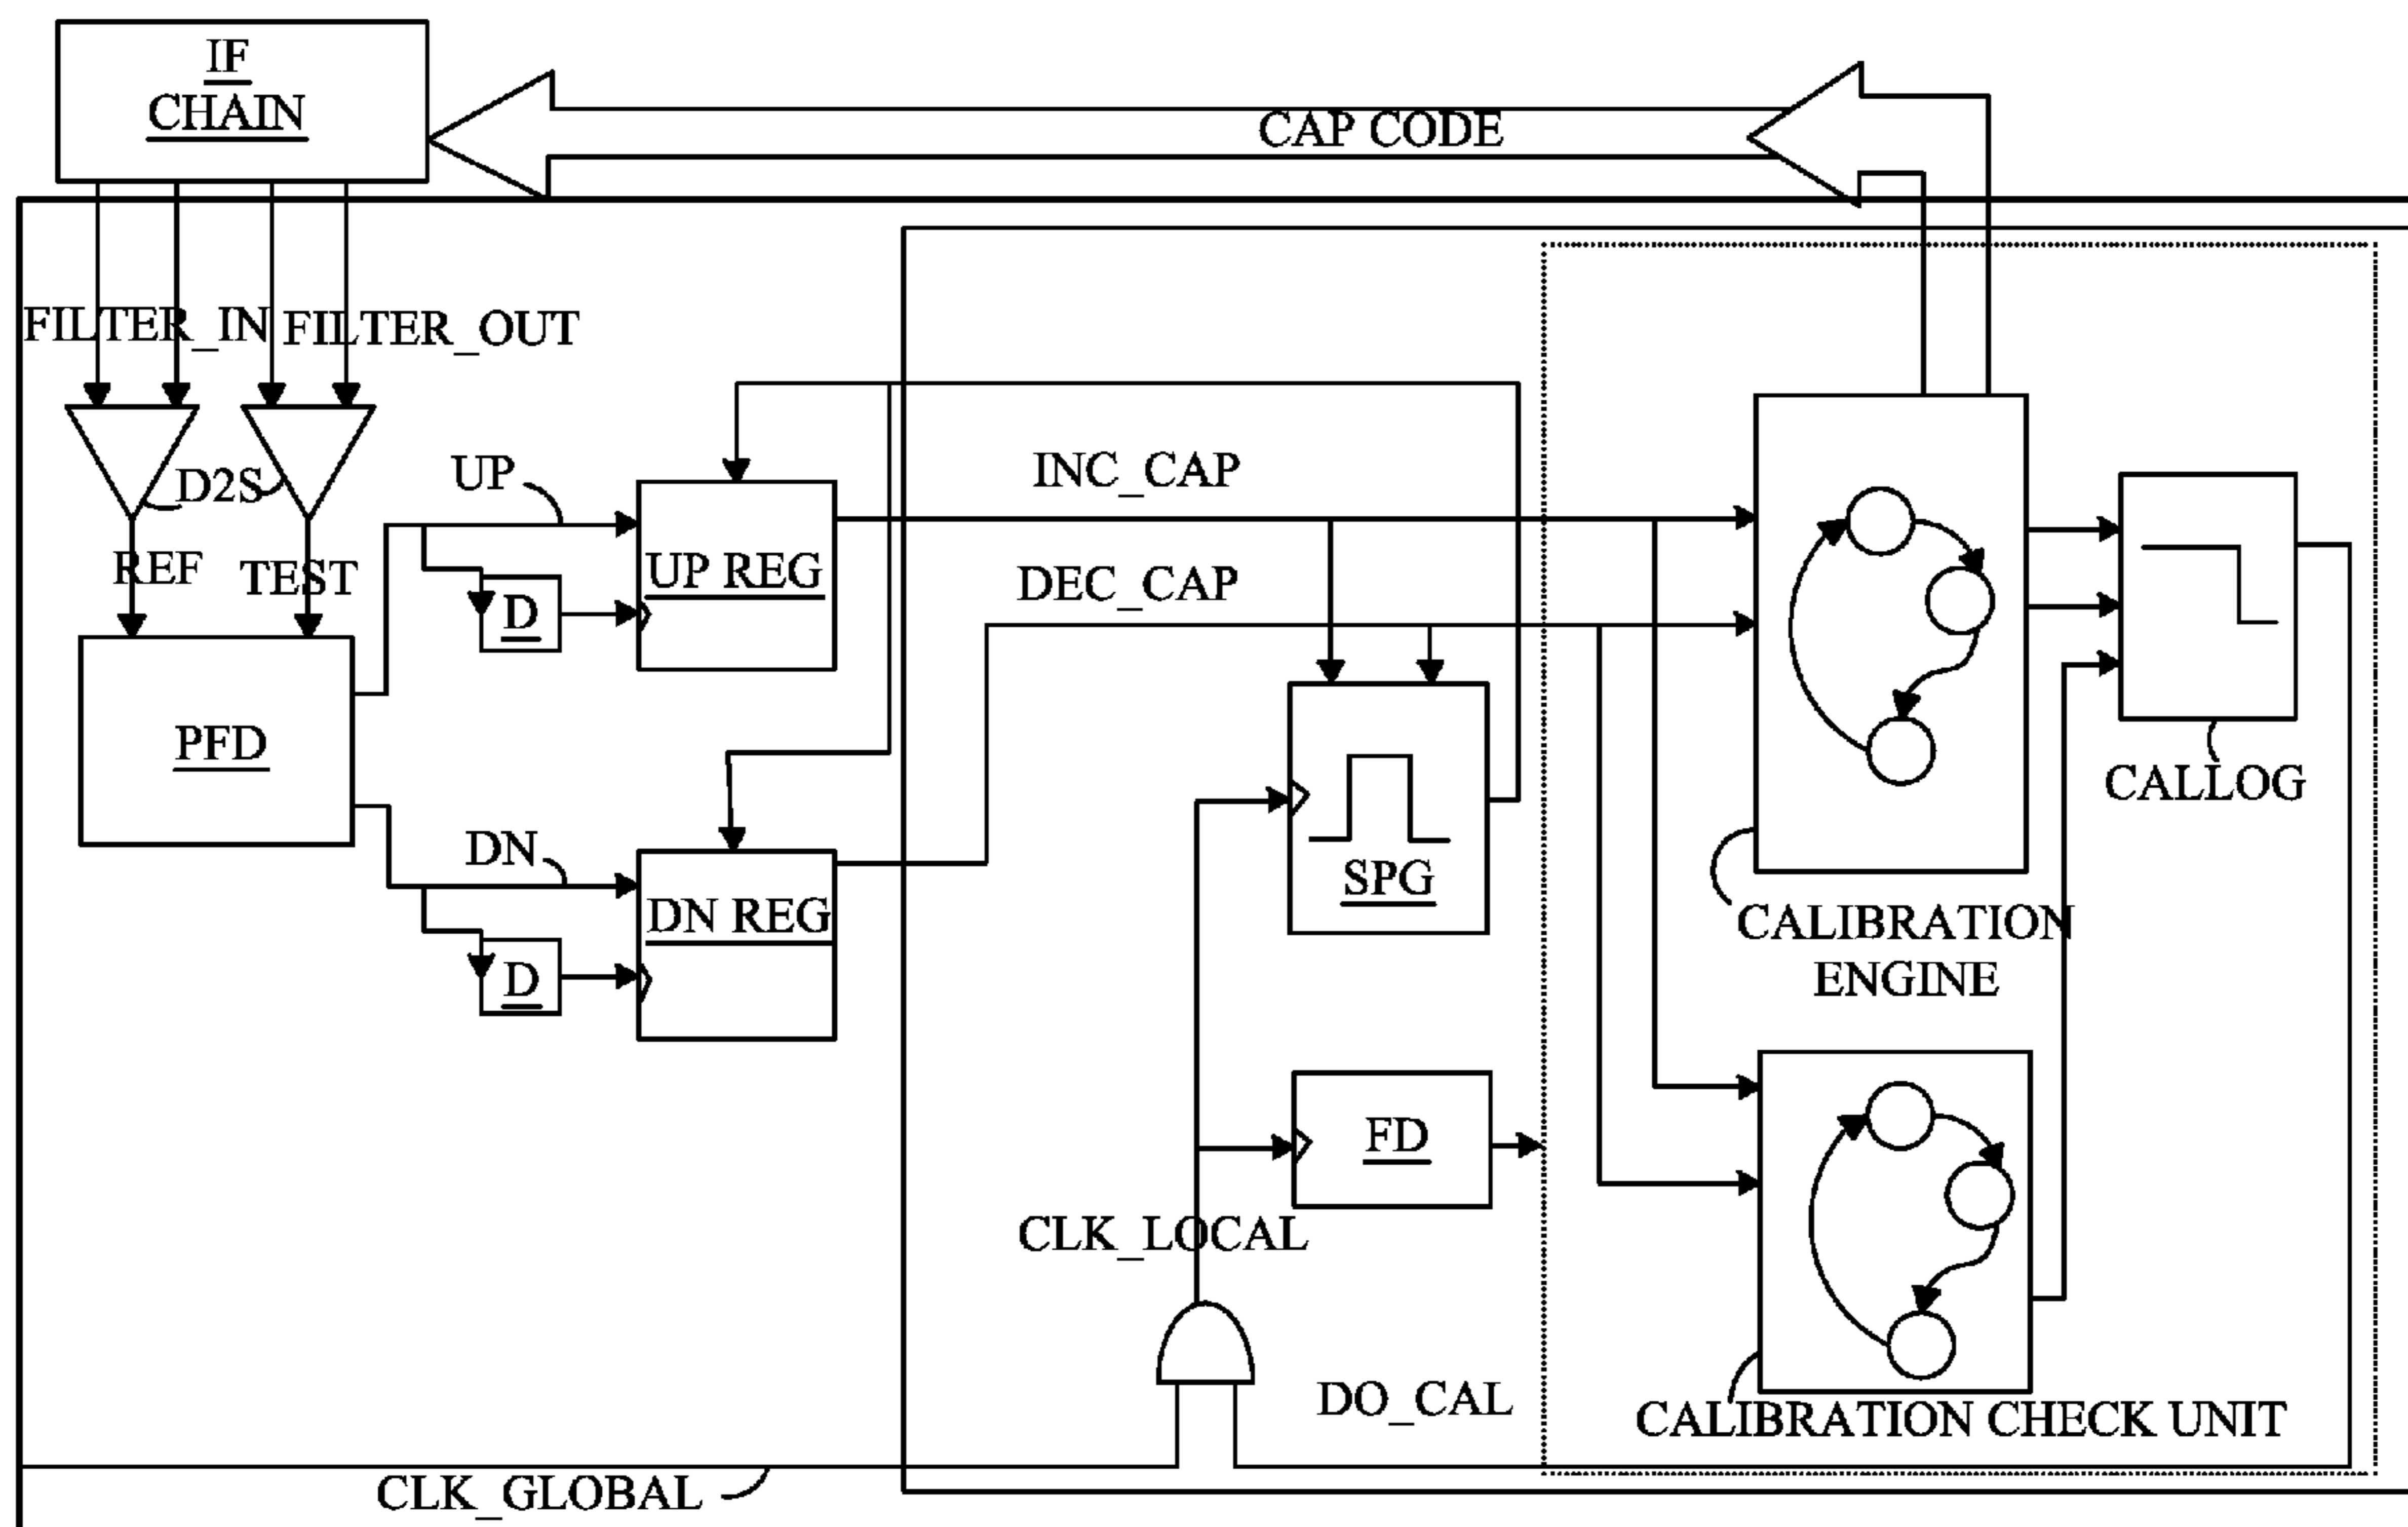 IF
CHAIN
CAP CODE
FILTER_IN
FILTER_OUT
D2S
REF
TEST
UP
UP REG
D
INC_CAP
DEC_CAP
PFD
DN
DN REG
D
SPG
CALLOG
CALIBRATION
ENGINE
FD
CLK_LOCAL
DO_CAL
CALIBRATION CHECK UNIT
CLK_GLOBAL